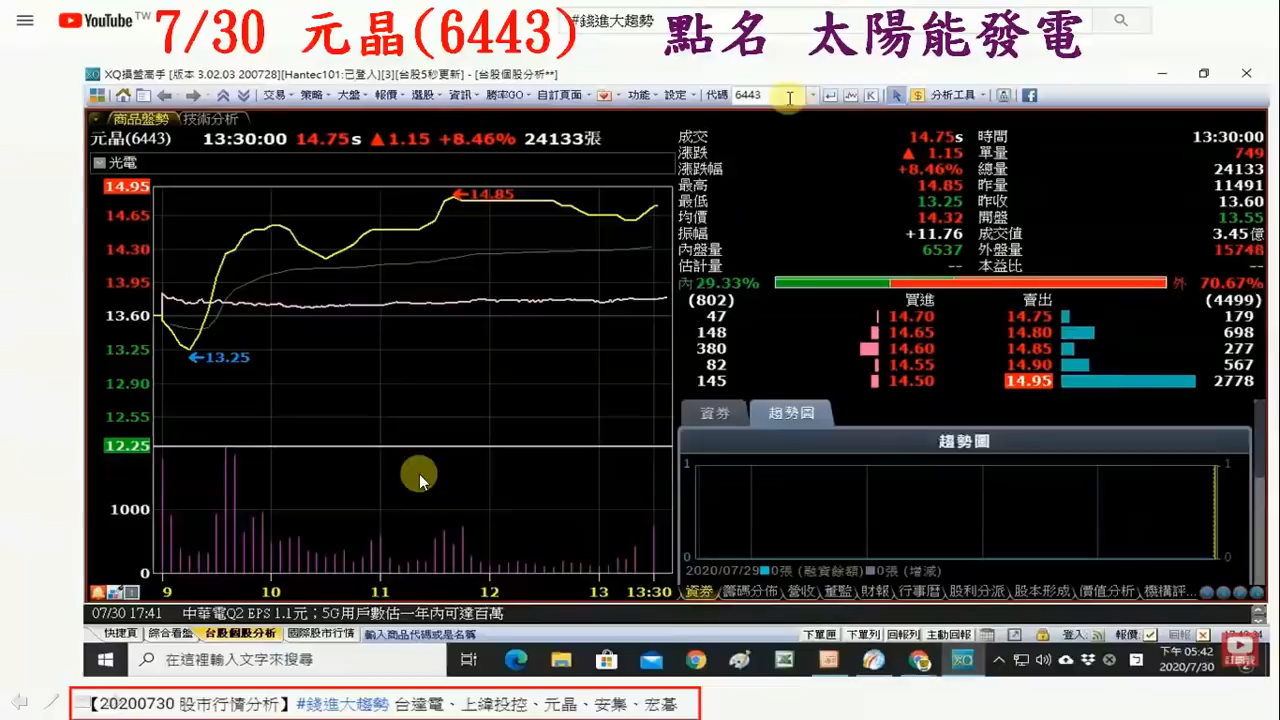 YouTube TW
#錢進大趨勢
7/30 元晶(6443) 點名 太陽能發電
XQ操盤高手 [版本 3.02.03 200728][Hantec101:已登入][3][台股5秒更新] - [台股個股分析**]
交易 策略 大盤 報價 選股 資訊 勝率GO 自訂頁面 功能 設定 代碼 6443 K $ 分析工具
商品盤勢 技術分析
元晶(6443) 13:30:00 14.75s ▲1.15 +8.46% 24133張
光電
14.95
14.65
14.30
13.95
13.60
13.25
12.90
12.55
12.25
1000
0
←14.85
←13.25
9 10 11 12 13 13:30
成交 14.75s 時間 13:30:00
漲跌 ▲ 1.15 單量 749
漲跌幅 +8.46% 總量 24133
最高 14.85 昨量 11491
最低 13.25 昨收 13.60
均價 14.32 開盤 13.55
振幅 +11.76 成交值 3.45億
內盤量 6537 外盤量 15748
估計量 -- 本益比 --
內 29.33% 外 70.67%
(802) 買進 賣出 (4499)
47 14.70 14.75 179
148 14.65 14.80 698
380 14.60 14.85 277
82 14.55 14.90 567
145 14.50 14.95 2778
資券 趨勢圖
趨勢圖
1 1
0 0
2020/07/29 0張 (融資餘額) 0張 (增減)
資券 籌碼分佈 營收 董監 財報 行事曆 股利分派 股本形成 價值分析 機構評...
07/30 17:41 中華電Q2 EPS 1.1元；5G用戶數估一年內可達百萬
快捷頁 綜合看盤 台股個股分析 國際股市行情 輸入商品代碼或是名稱 下單匣 下單列 回報列 主動回報 登入 報價 回報
在這裡輸入文字來搜尋
下午 05:42
2020/7/30
【20200730 股市行情分析】#錢進大趨勢 台達電、上緯投控、元晶、安集、宏碁